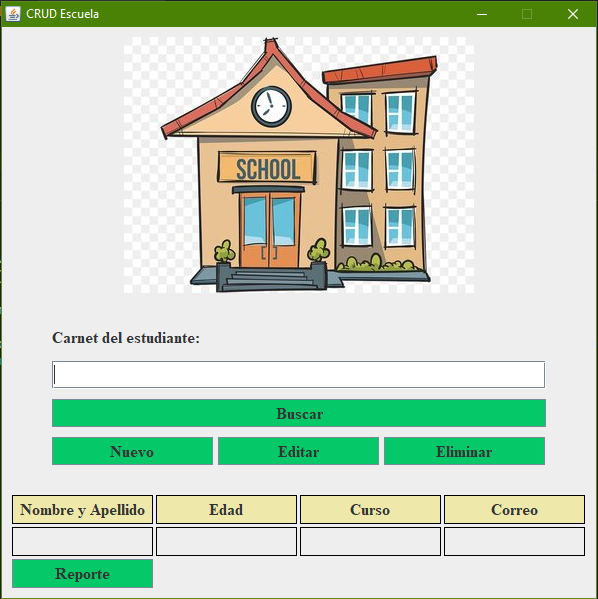 CRUD Escuela
SCHOOL
Carnet del estudiante:
Buscar
Nuevo Editar Eliminar
Nombre y Apellido Edad Curso Correo
Reporte